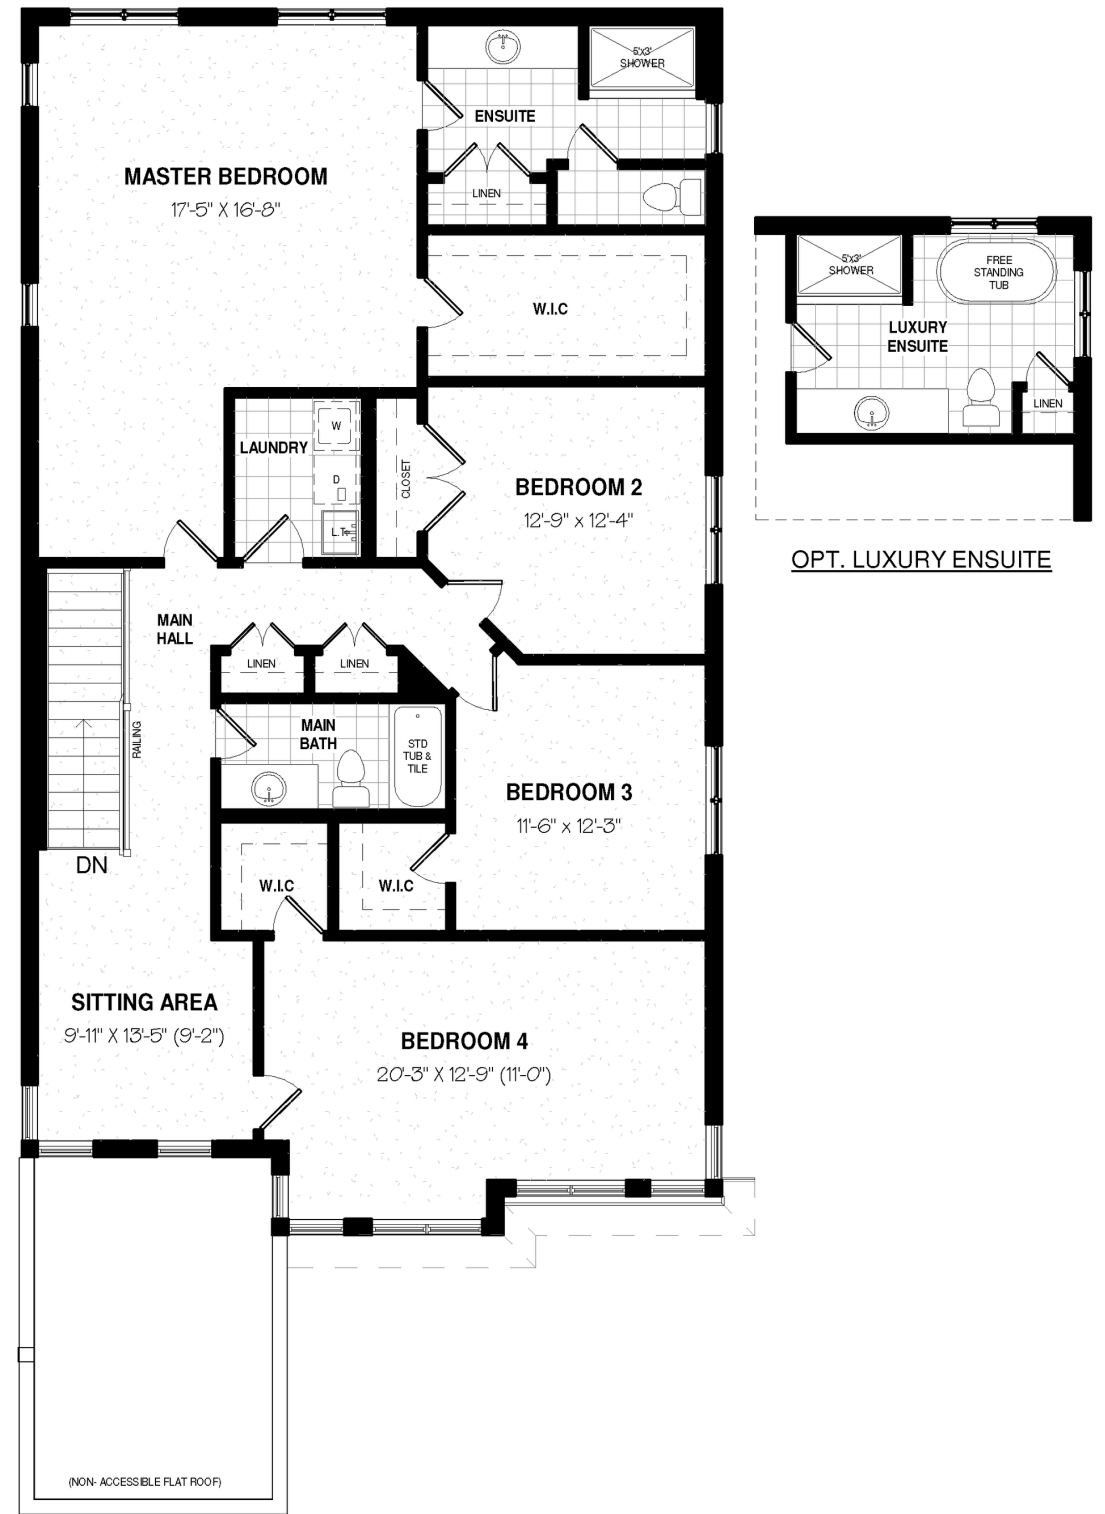 5'x3'
SHOWER
ENSUITE
LINEN
MASTER BEDROOM
17'-5" X 16'-8"
W.I.C
5'x3'
SHOWER
FREE
STANDING
TUB
LUXURY
ENSUITE
LINEN
OPT. LUXURY ENSUITE
LAUNDRY
W
D
L.T.
CLOSET
BEDROOM 2
12'-9" x 12'-4"
MAIN
HALL
LINEN
LINEN
RAILING
DN
MAIN
BATH
STD
TUB &
TILE
BEDROOM 3
11'-6" x 12'-3"
W.I.C
W.I.C
SITTING AREA
9'-11" X 13'-5" (9'-2")
BEDROOM 4
20'-3" X 12'-9" (11'-0")
(NON- ACCESSIBLE FLAT ROOF)